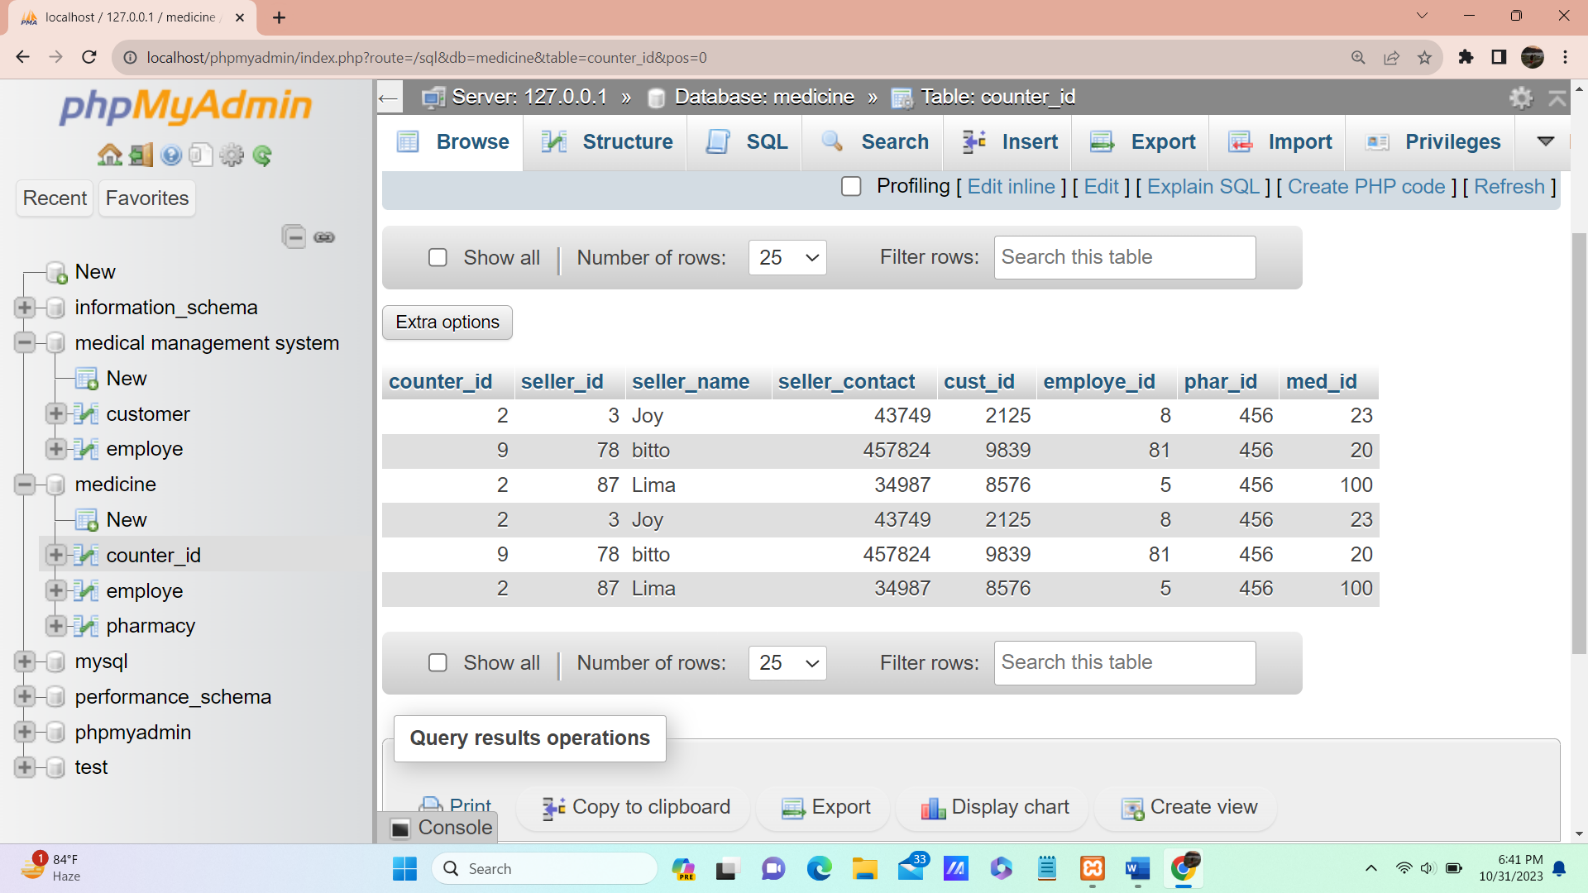 localhost / 127.0.0.1 / medicine /
localhost/phpmyadmin/index.php?route=/sql&db=medicine&table=counter_id&pos=0
PMA
phpMyAdmin
Recent Favorites
New
information_schema
medical management system
New
customer
employe
medicine
New
counter_id
employe
pharmacy
mysql
performance_schema
phpmyadmin
test
Server: 127.0.0.1 » Database: medicine » Table: counter_id
Browse Structure SQL Search Insert Export Import Privileges
Profiling [ Edit inline ] [ Edit ] [ Explain SQL ] [ Create PHP code ] [ Refresh ]
Show all Number of rows: 25 Filter rows: Search this table
Extra options
counter_id seller_id seller_name seller_contact cust_id employe_id phar_id med_id
2 3 Joy 43749 2125 8 456 23
9 78 bitto 457824 9839 81 456 20
2 87 Lima 34987 8576 5 456 100
2 3 Joy 43749 2125 8 456 23
9 78 bitto 457824 9839 81 456 20
2 87 Lima 34987 8576 5 456 100
Show all Number of rows: 25 Filter rows: Search this table
Query results operations
Print Copy to clipboard Export Display chart Create view
Console
1
84°F
Haze
Search
PRE
33
6:41 PM
10/31/2023